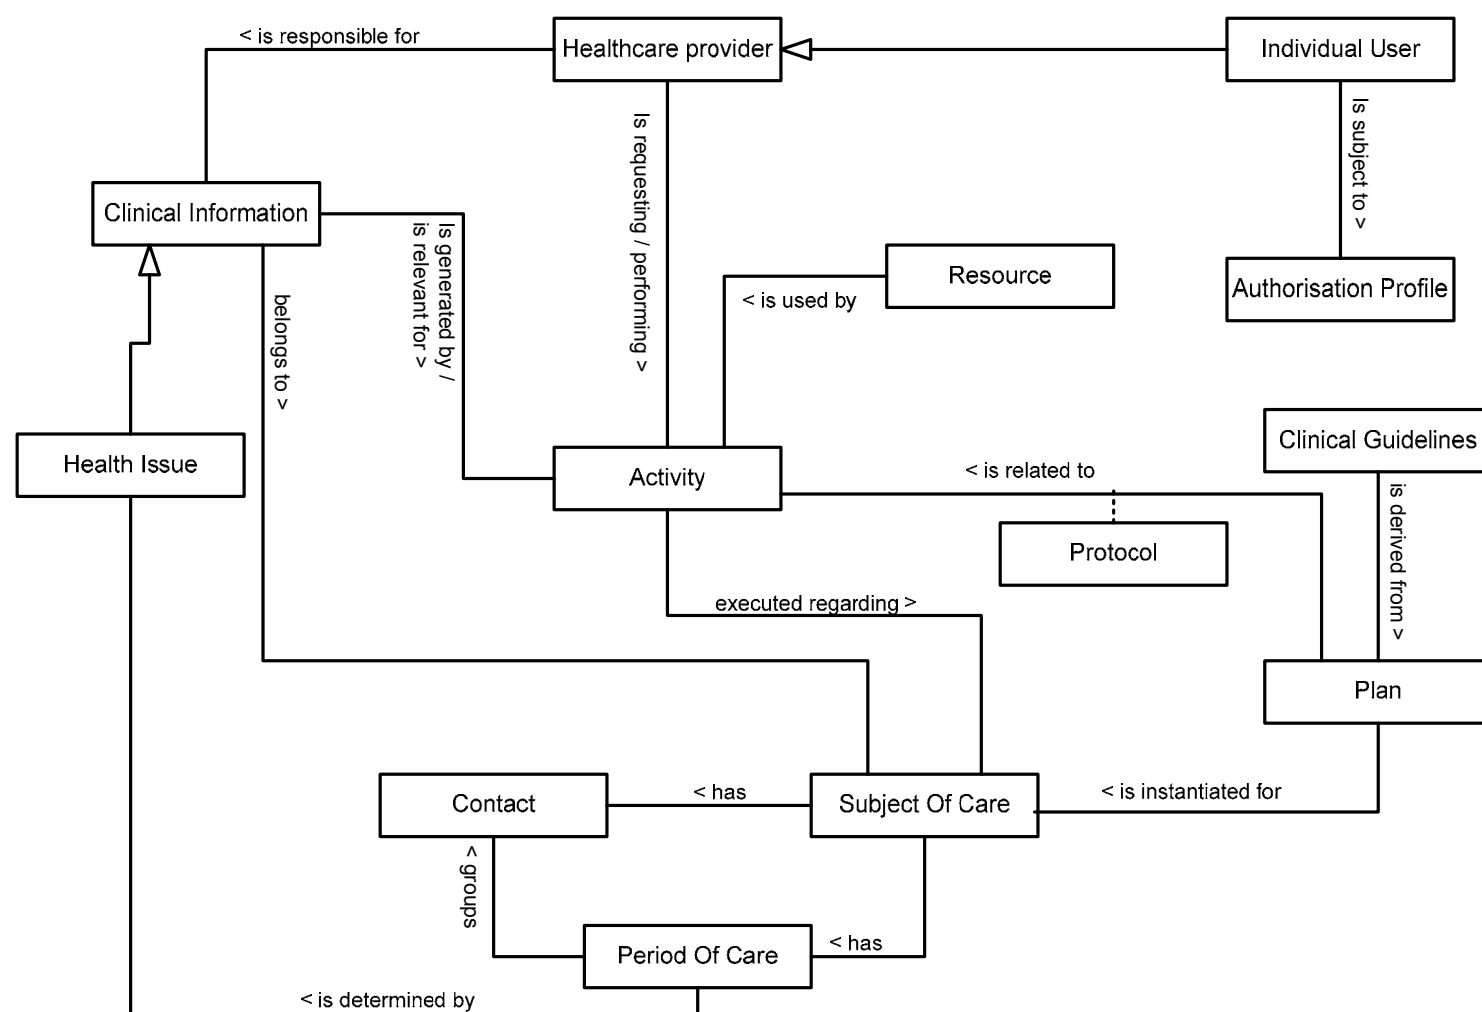 < is responsible for
Healthcare provider
Individual User
Is subject to >
Is requesting / performing >
Clinical Information
Is generated by /
is relevant for >
Resource
Authorisation Profile
< is used by
belongs to >
Clinical Guidelines
Health Issue
Activity
< is related to
is derived from >
Protocol
executed regarding >
Plan
Contact
< has
Subject Of Care
< is instantiated for
< groups
Period Of Care
< has
< is determined by